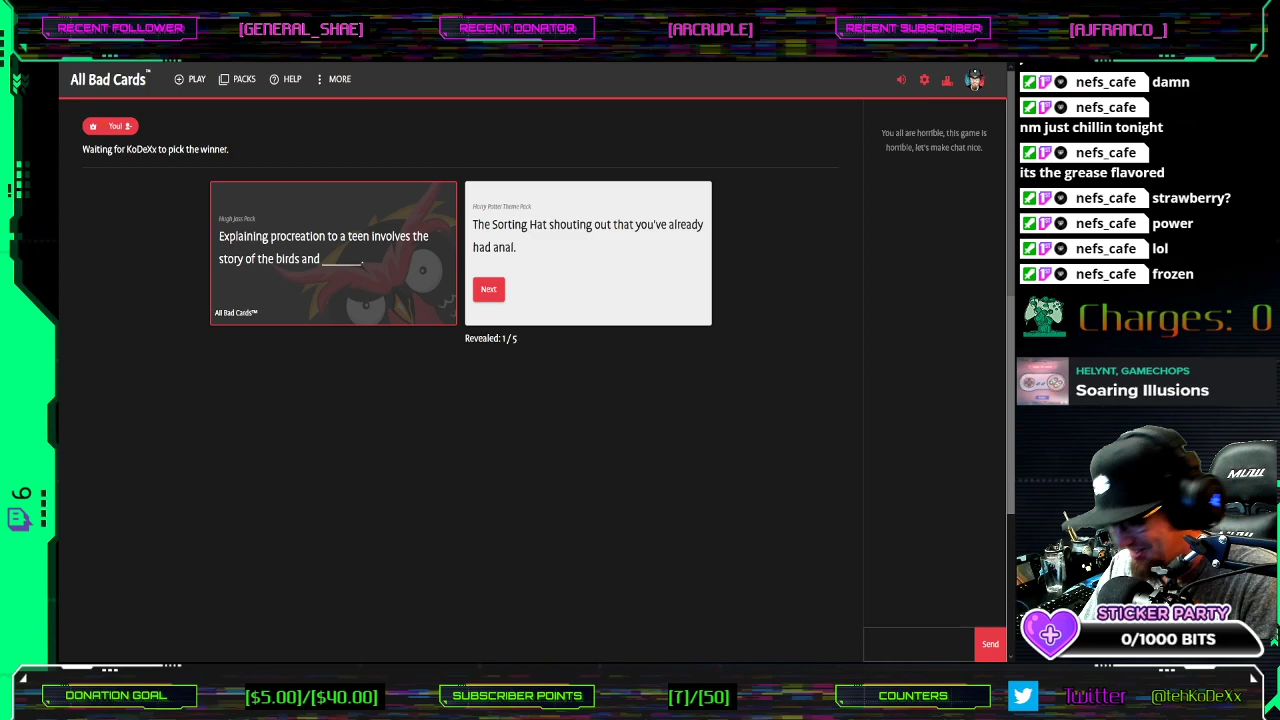 RECENT FOLLOWER
[GENERAL_SHAE]
RECENT DONATOR
[ARCRUPLE]
RECENT SUBSCRIBER
[AJFRANCO_]
All Bad Cards™
PLAY
PACKS
HELP
MORE
You!
Waiting for KoDeXx to pick the winner.
Hugh Jass Pack
Explaining procreation to a teen involves the
story of the birds and ______.
All Bad Cards™
Harry Potter Theme Pack
The Sorting Hat shouting out that you've already
had anal.
Next
Revealed: 1 / 5
You all are horrible, this game is
horrible, let's make chat nice.
Send
nefs_cafe damn
nefs_cafe
nm just chillin tonight
nefs_cafe
its the grease flavored
nefs_cafe strawberry?
nefs_cafe power
nefs_cafe lol
nefs_cafe frozen
Charges: 0
HELYNT, GAMECHOPS
Soaring Illusions
STICKER PARTY
0/1000 BITS
6
DONATION GOAL
[$5.00]/[$40.00]
SUBSCRIBER POINTS
[7]/[50]
COUNTERS
Twitter
@tehKoDeXx